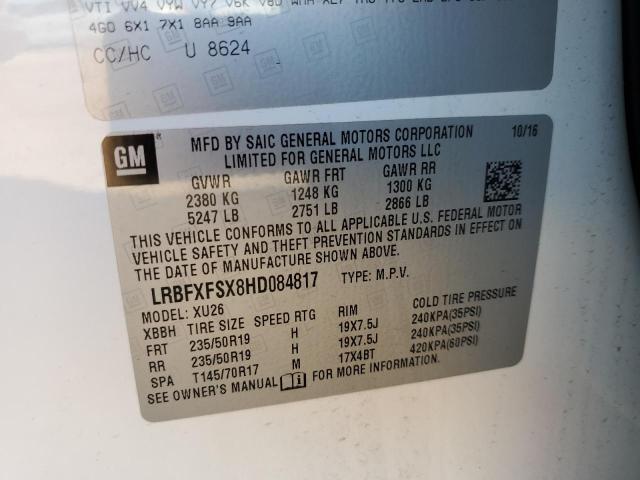 4G0 6X1 7X1 8AA 9AA
CC/HC U 8624
GM
MFD BY SAIC GENERAL MOTORS CORPORATION 10/16
LIMITED FOR GENERAL MOTORS LLC
GVWR GAWR FRT GAWR RR
2380 KG 1248 KG 1300 KG
5247 LB 2751 LB 2866 LB
THIS VEHICLE CONFORMS TO ALL APPLICABLE U.S. FEDERAL MOTOR
VEHICLE SAFETY AND THEFT PREVENTION STANDARDS IN EFFECT ON
THE DATE OF MANUFACTURE SHOWN ABOVE.
LRBFXFSX8HD084817 TYPE: M.P.V.
MODEL: XU26
XBBH TIRE SIZE SPEED RTG RIM COLD TIRE PRESSURE
FRT 235/50R19 H 19X7.5J 240KPA(35PSI)
RR 235/50R19 H 19X7.5J 240KPA(35PSI)
SPA T145/70R17 M 17X4BT 420KPA(60PSI)
SEE OWNER'S MANUAL FOR MORE INFORMATION.